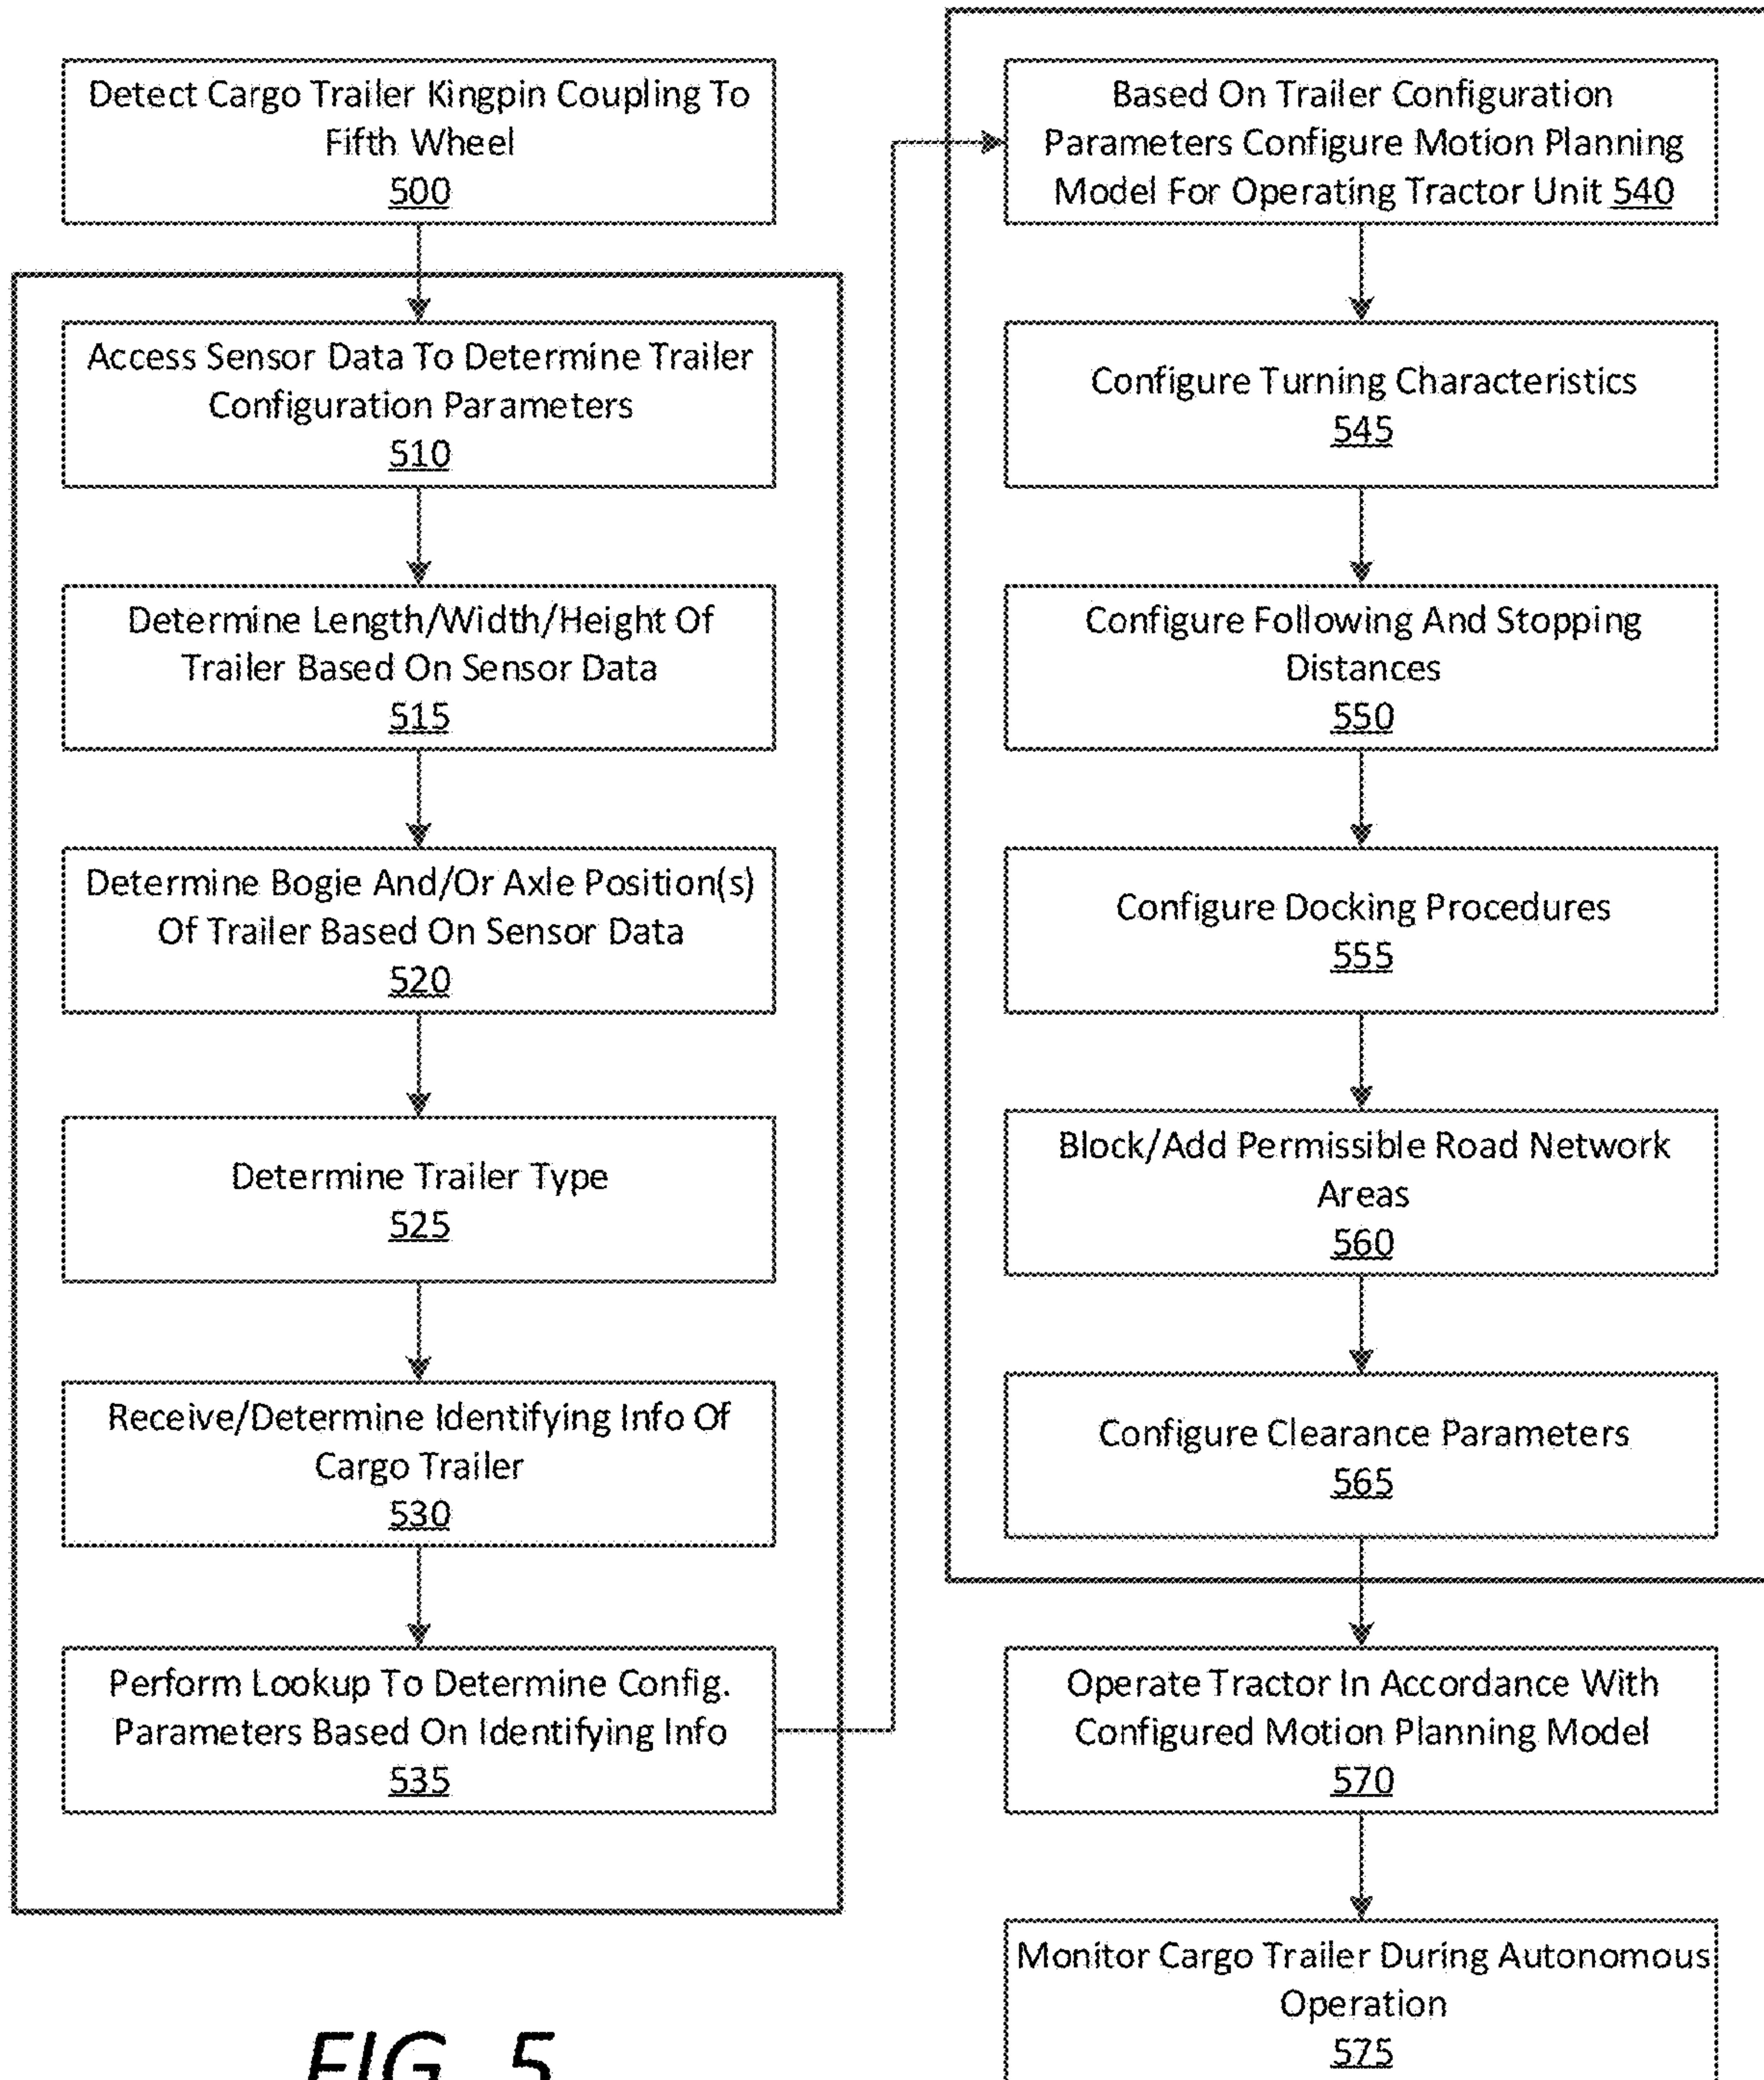 Detect Cargo Trailer Kingpin Coupling To
Fifth Wheel
500
Access Sensor Data To Determine Trailer
Configuration Parameters
510
Determine Length/Width/Height Of
Trailer Based On Sensor Data
515
Determine Bogie And/Or Axle Position(s)
Of Trailer Based On Sensor Data
520
Determine Trailer Type
525
Receive/Determine Identifying Info Of
Cargo Trailer
530
Perform Lookup To Determine Config.
Parameters Based On Identifying Info
535
Based On Trailer Configuration
Parameters Configure Motion Planning
Model For Operating Tractor Unit 540
Configure Turning Characteristics
545
Configure Following And Stopping
Distances
550
Configure Docking Procedures
555
Block/Add Permissible Road Network
Areas
560
Configure Clearance Parameters
565
Operate Tractor In Accordance With
Configured Motion Planning Model
570
Monitor Cargo Trailer During Autonomous
Operation
575
FIG. 5